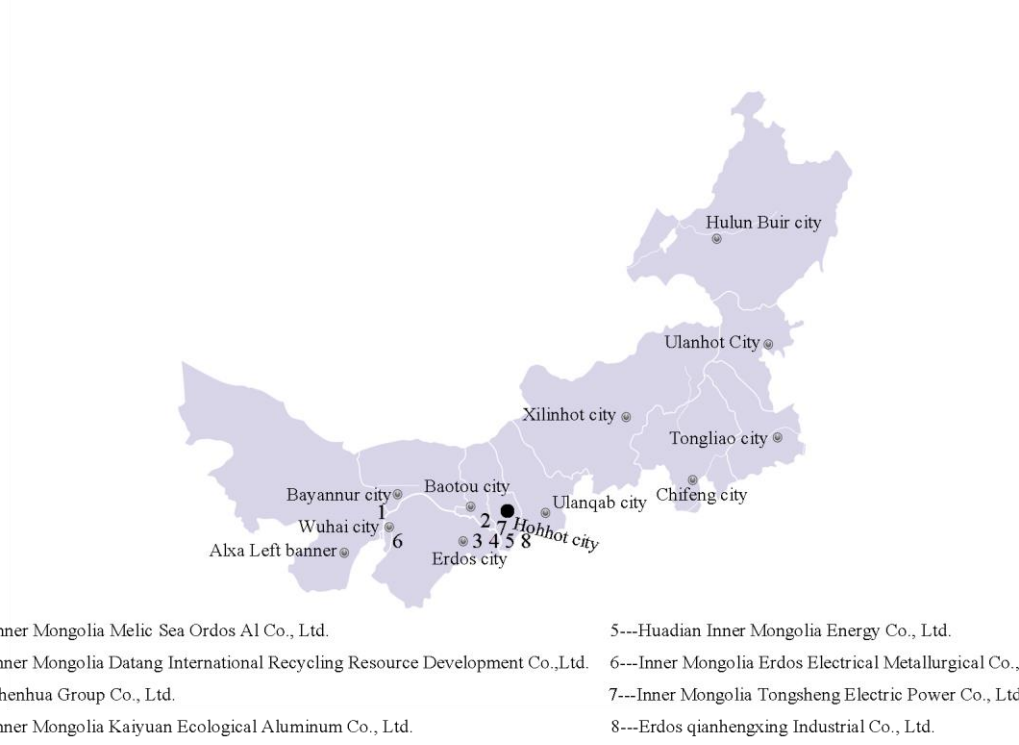 Hulun Buir city
Ulanhot City
Xilinhot city
Tongliao city
Chifeng city
Bayannur city
Baotou city
Ulanqab city
1
2
7
Hohhot city
Wuhai city
6
3 4 5 8
Alxa Left banner
Erdos city
Mongolia Melic Sea Ordos Al Co., Ltd.
5---Huadian Inner Mongolia Energy Co., Ltd.
Mongolia Datang International Recycling Resource Development Co.,Ltd.
6---Inner Mongolia Erdos Electrical Metallurgical Co.,
Group Co., Ltd.
7---Inner Mongolia Tongsheng Electric Power Co., Ltd
Mongolia Kaiyuan Ecological Aluminum Co., Ltd.
8---Erdos qianhengxing Industrial Co., Ltd.